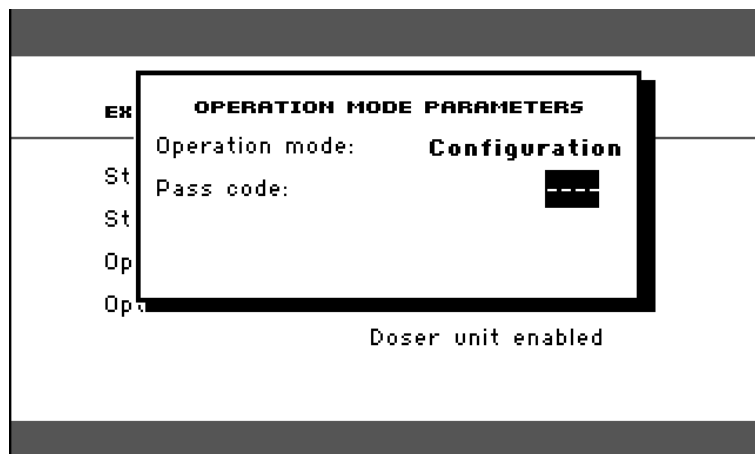 EX
OPERATION MODE PARAMETERS
Operation mode: Configuration
Pass code: ----
St
St
Op
Op
Doser unit enabled